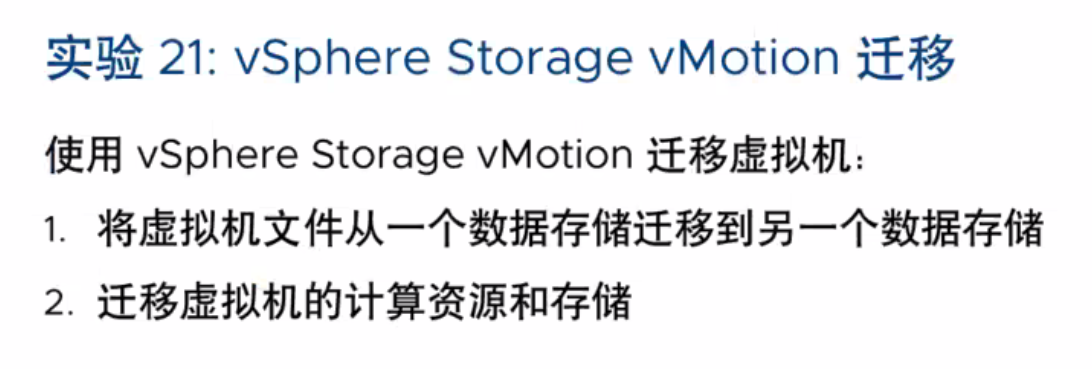 实验 21: vSphere Storage vMotion 迁移
使用 vSphere Storage vMotion 迁移虚拟机：
1. 将虚拟机文件从一个数据存储迁移到另一个数据存储
2. 迁移虚拟机的计算资源和存储